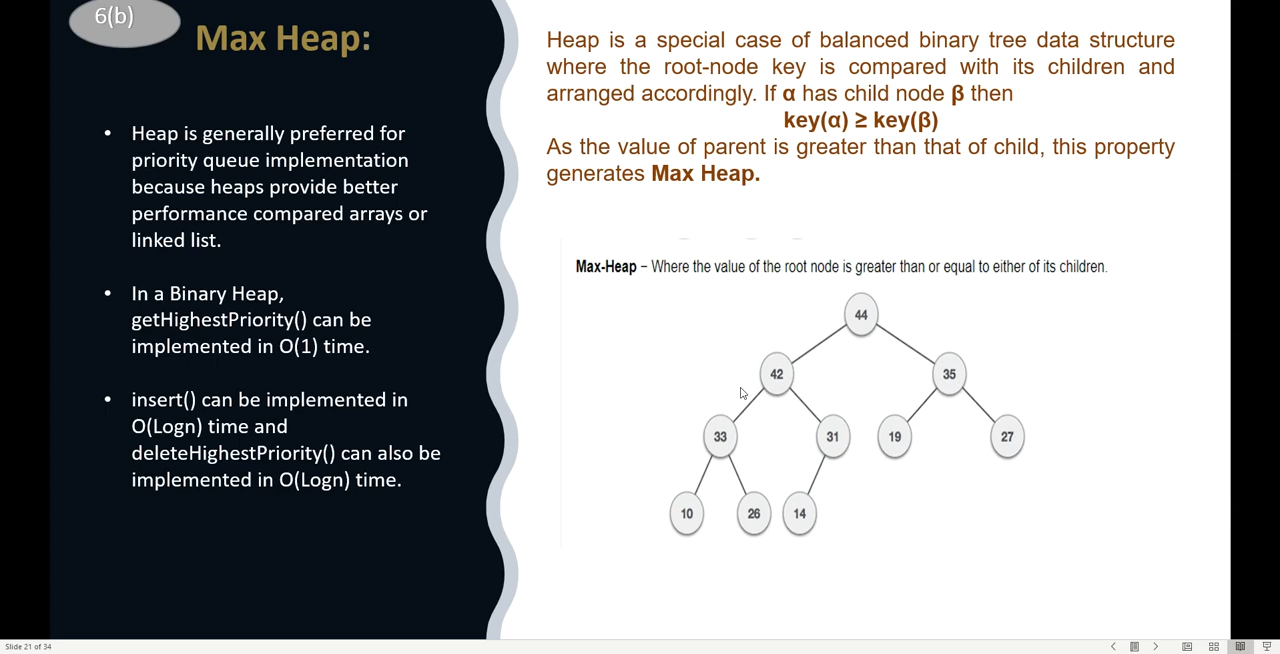 6(b)
Max Heap:
• Heap is generally preferred for
priority queue implementation
because heaps provide better
performance compared arrays or
linked list.
• In a Binary Heap,
getHighestPriority() can be
implemented in O(1) time.
• insert() can be implemented in
O(Logn) time and
deleteHighestPriority() can also be
implemented in O(Logn) time.
Heap is a special case of balanced binary tree data structure
where the root-node key is compared with its children and
arranged accordingly. If α has child node β then
key(α) ≥ key(β)
As the value of parent is greater than that of child, this property
generates Max Heap.
Max-Heap − Where the value of the root node is greater than or equal to either of its children.
44
42 35
33 31 19 27
10 26 14
Slide 21 of 34